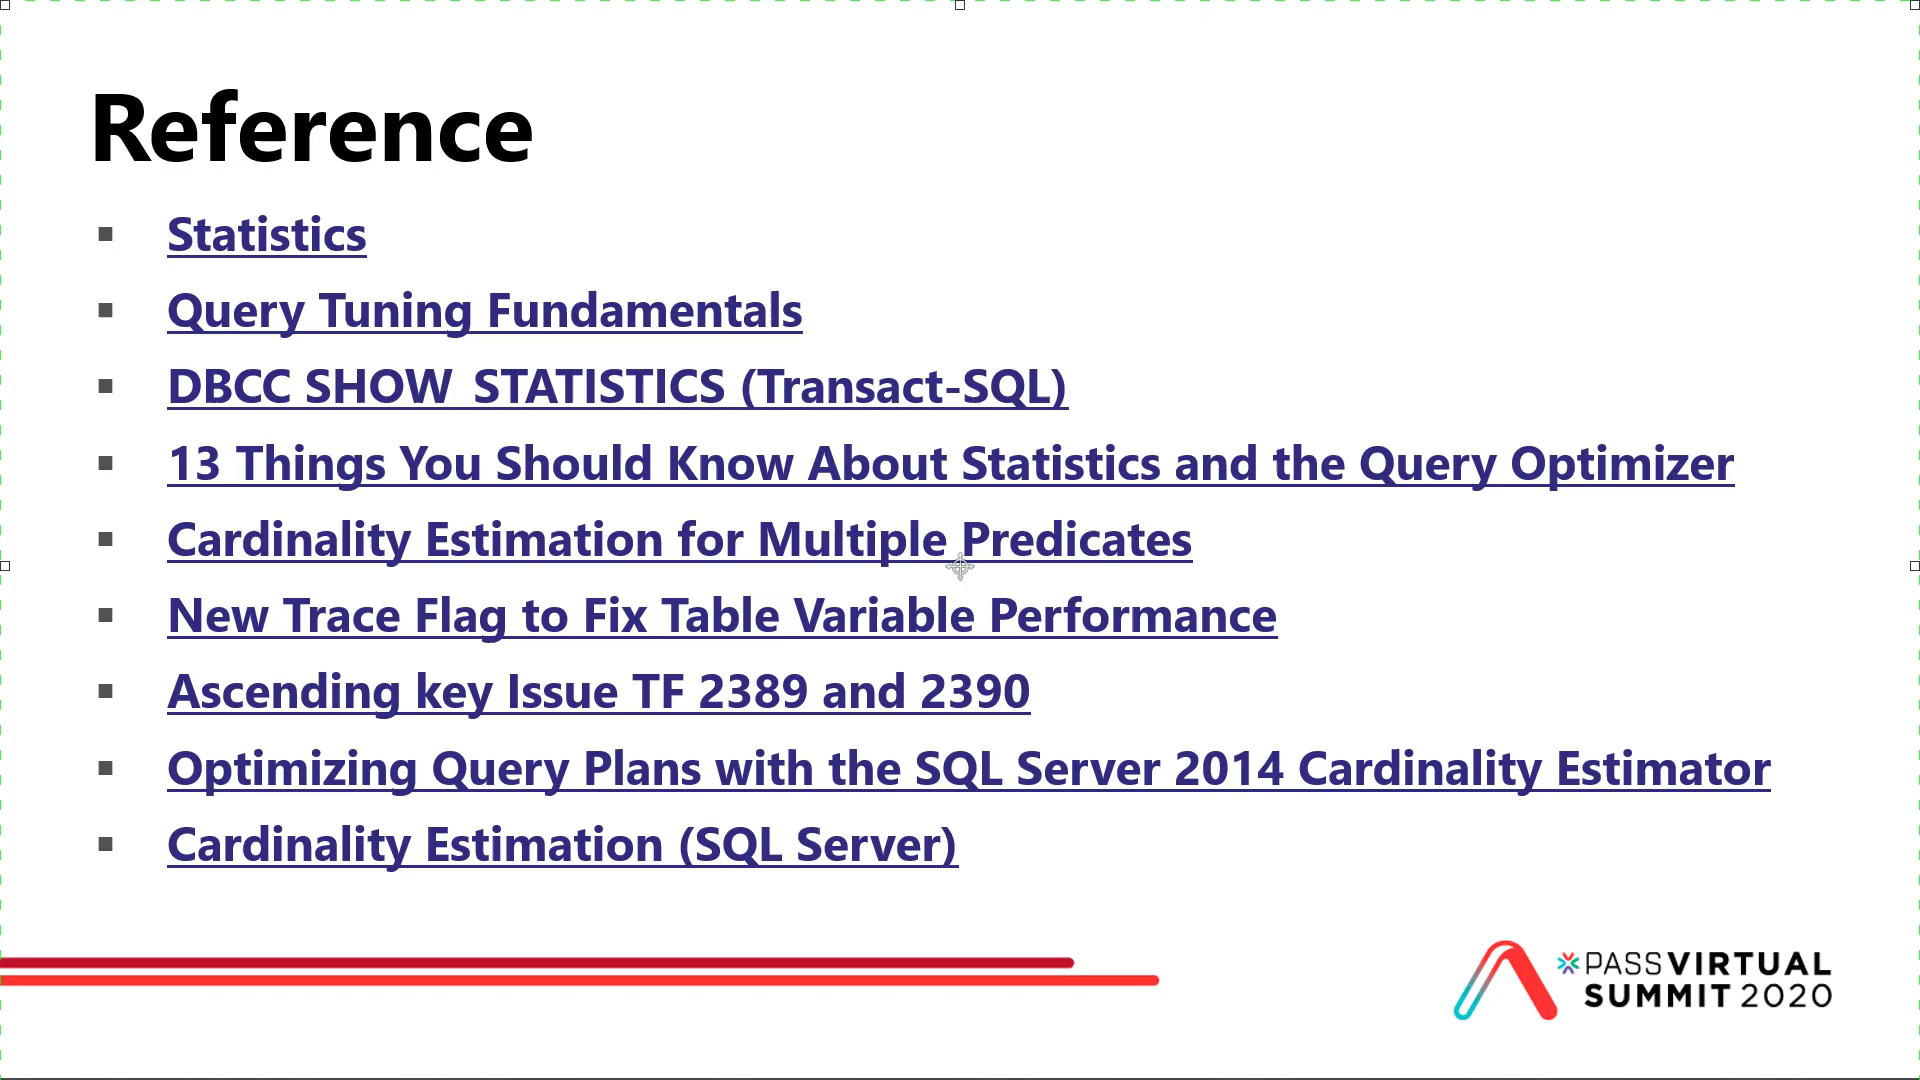 Reference
Statistics
Query Tuning Fundamentals
DBCC SHOW_STATISTICS (Transact-SQL)
13 Things You Should Know About Statistics and the Query Optimizer
Cardinality Estimation for Multiple Predicates
New Trace Flag to Fix Table Variable Performance
Ascending key Issue TF 2389 and 2390
Optimizing Query Plans with the SQL Server 2014 Cardinality Estimator
Cardinality Estimation (SQL Server)
PASS VIRTUAL
SUMMIT 2020